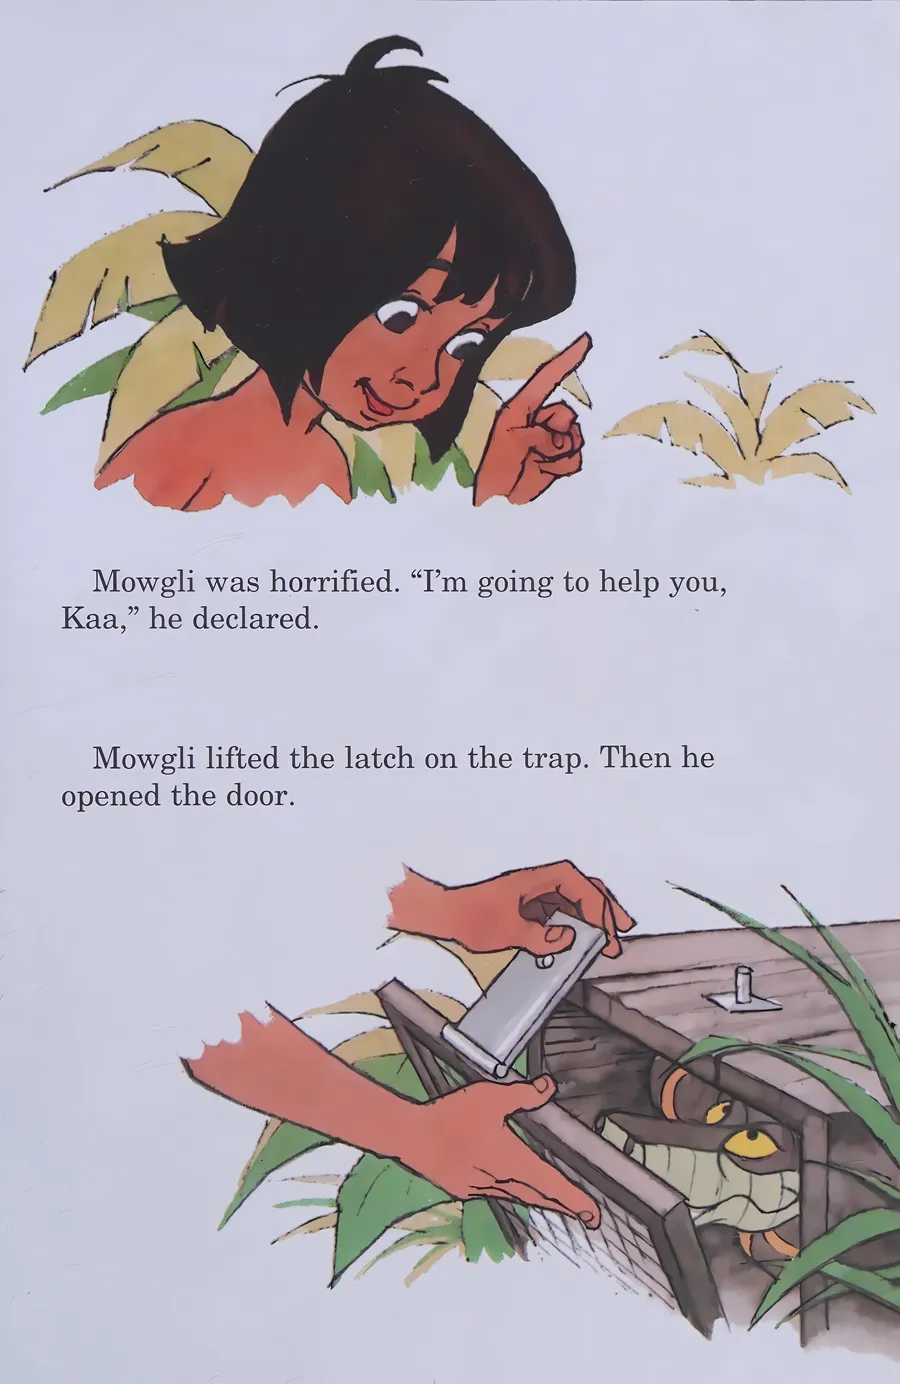 Mowgli was horrified. “I’m going to help you,
Kaa,” he declared.
Mowgli lifted the latch on the trap. Then he
opened the door.